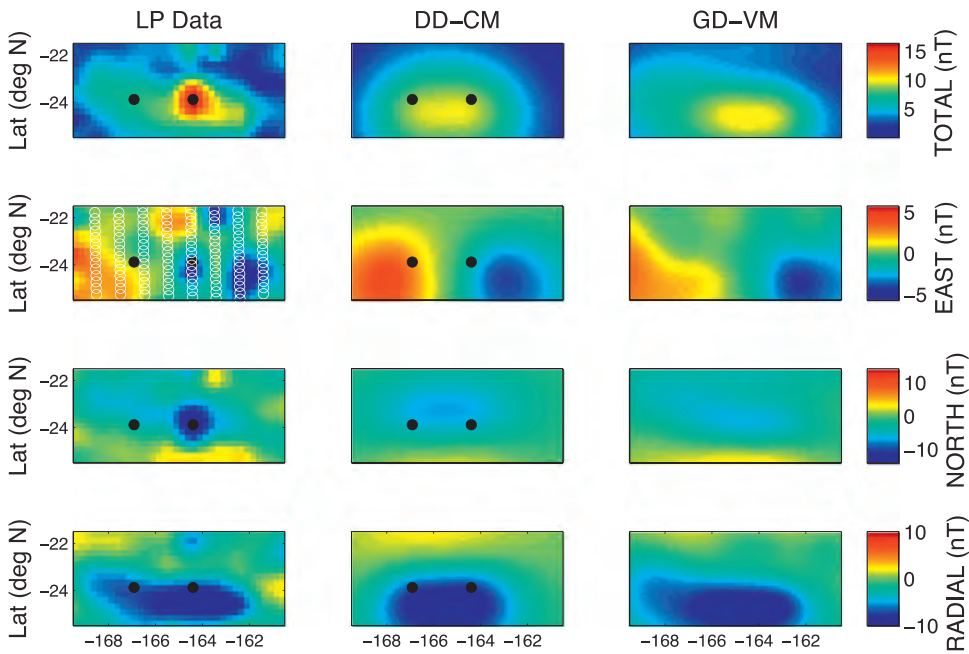 LP Data
DD–CM
GD–VM
Lat (deg N)
−22
−24
15
10
5
TOTAL (nT)
Lat (deg N)
−22
−24
5
0
−5
EAST (nT)
Lat (deg N)
−22
−24
10
0
−10
NORTH (nT)
Lat (deg N)
−22
−24
10
0
−10
RADIAL (nT)
−168 −166 −164 −162
−168 −166 −164 −162
−168 −166 −164 −162